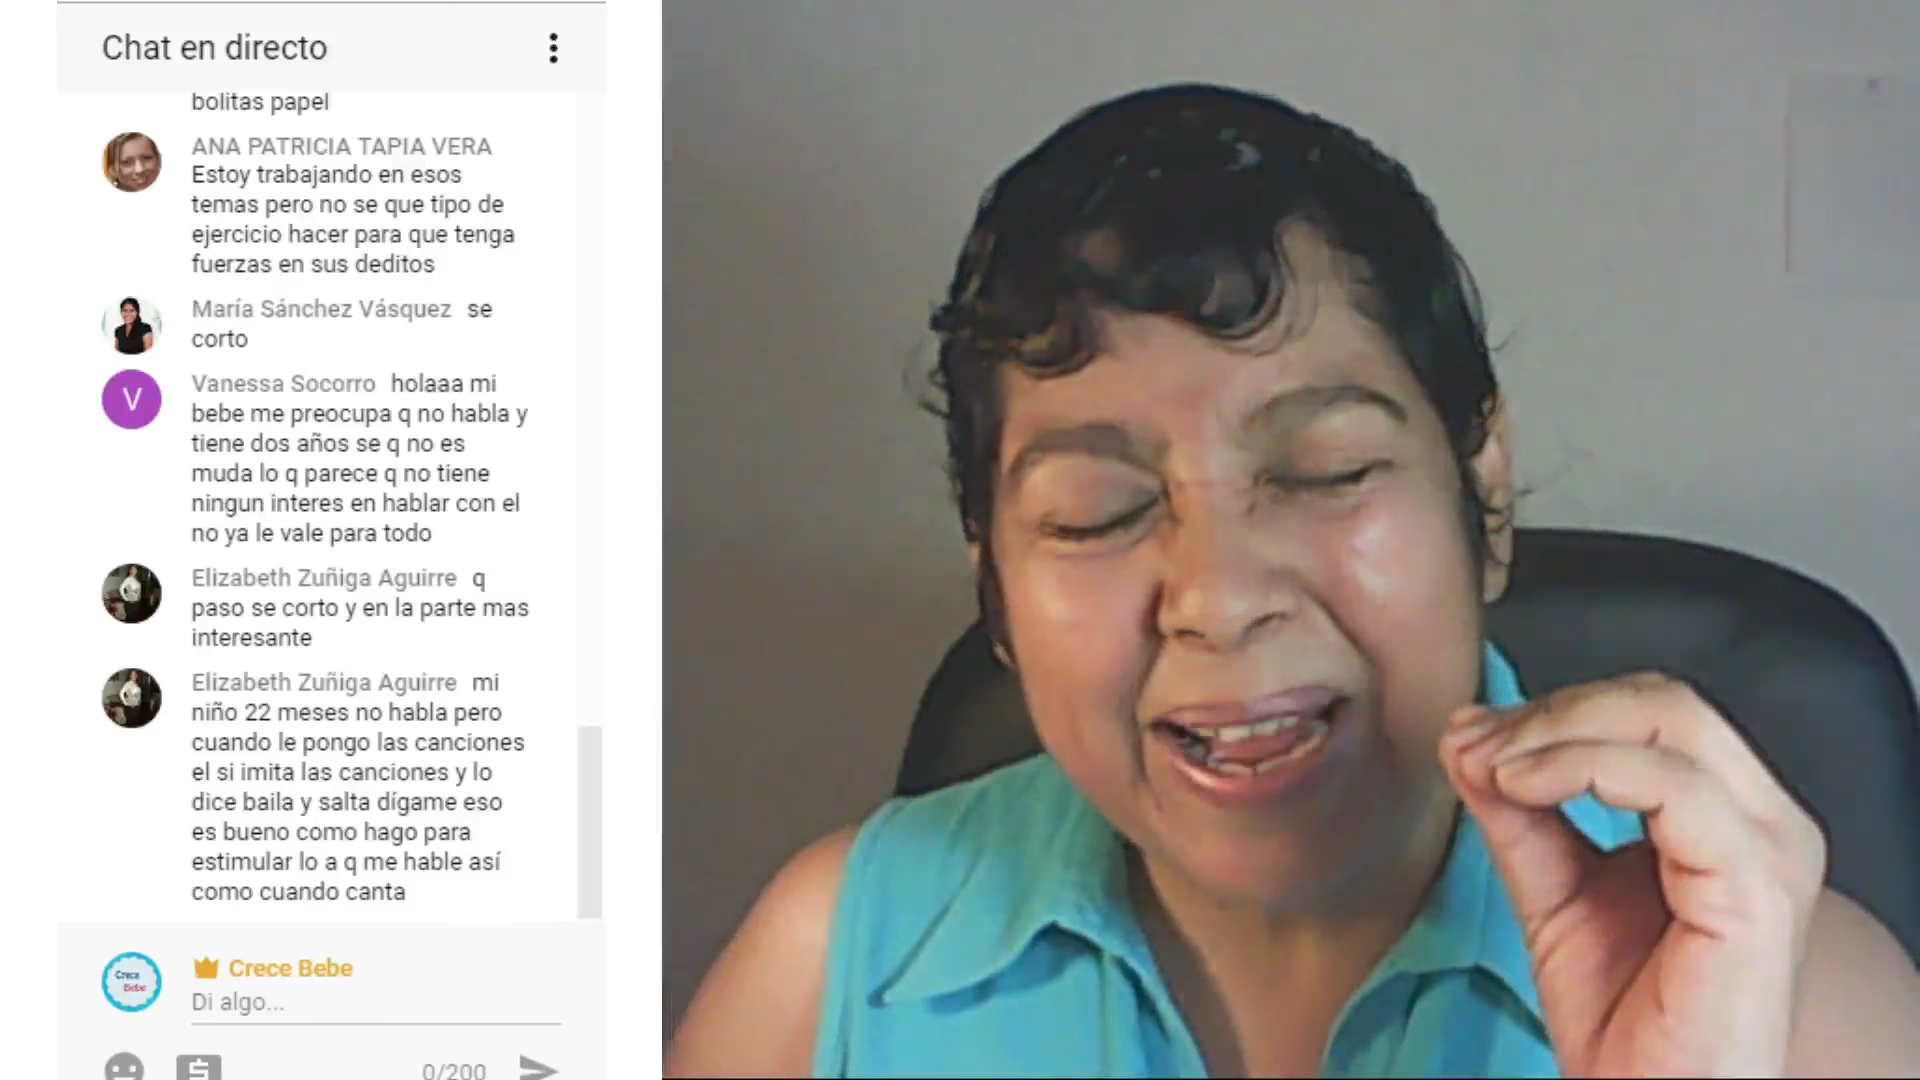 Chat en directo
bolitas papel
ANA PATRICIA TAPIA VERA
Estoy trabajando en esos
temas pero no se que tipo de
ejercicio hacer para que tenga
fuerzas en sus deditos
María Sánchez Vásquez se
corto
V
Vanessa Socorro holaaa mi
bebe me preocupa q no habla y
tiene dos años se q no es
muda lo q parece q no tiene
ningun interes en hablar con el
no ya le vale para todo
Elizabeth Zuñiga Aguirre q
paso se corto y en la parte mas
interesante
Elizabeth Zuñiga Aguirre mi
niño 22 meses no habla pero
cuando le pongo las canciones
el si imita las canciones y lo
dice baila y salta dígame eso
es bueno como hago para
estimular lo a q me hable así
como cuando canta
Crece
Bebe
Crece Bebe
Di algo...
0/200